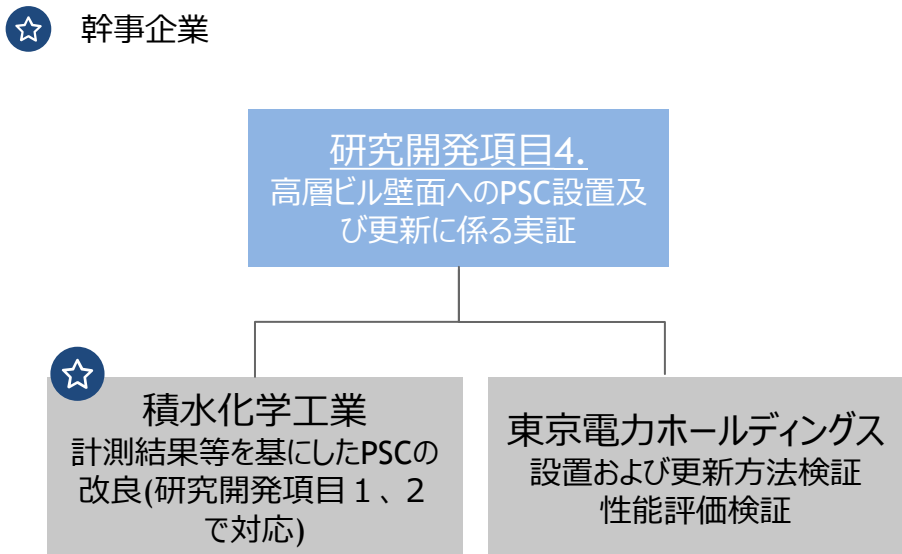 幹事企業
研究開発項目4.
高層ビル壁面へのPSC設置及
び更新に係る実証
積水化学工業
計測結果等を基にしたPSCの
改良(研究開発項目１、２
で対応)
東京電力ホールディングス
設置および更新方法検証
性能評価検証